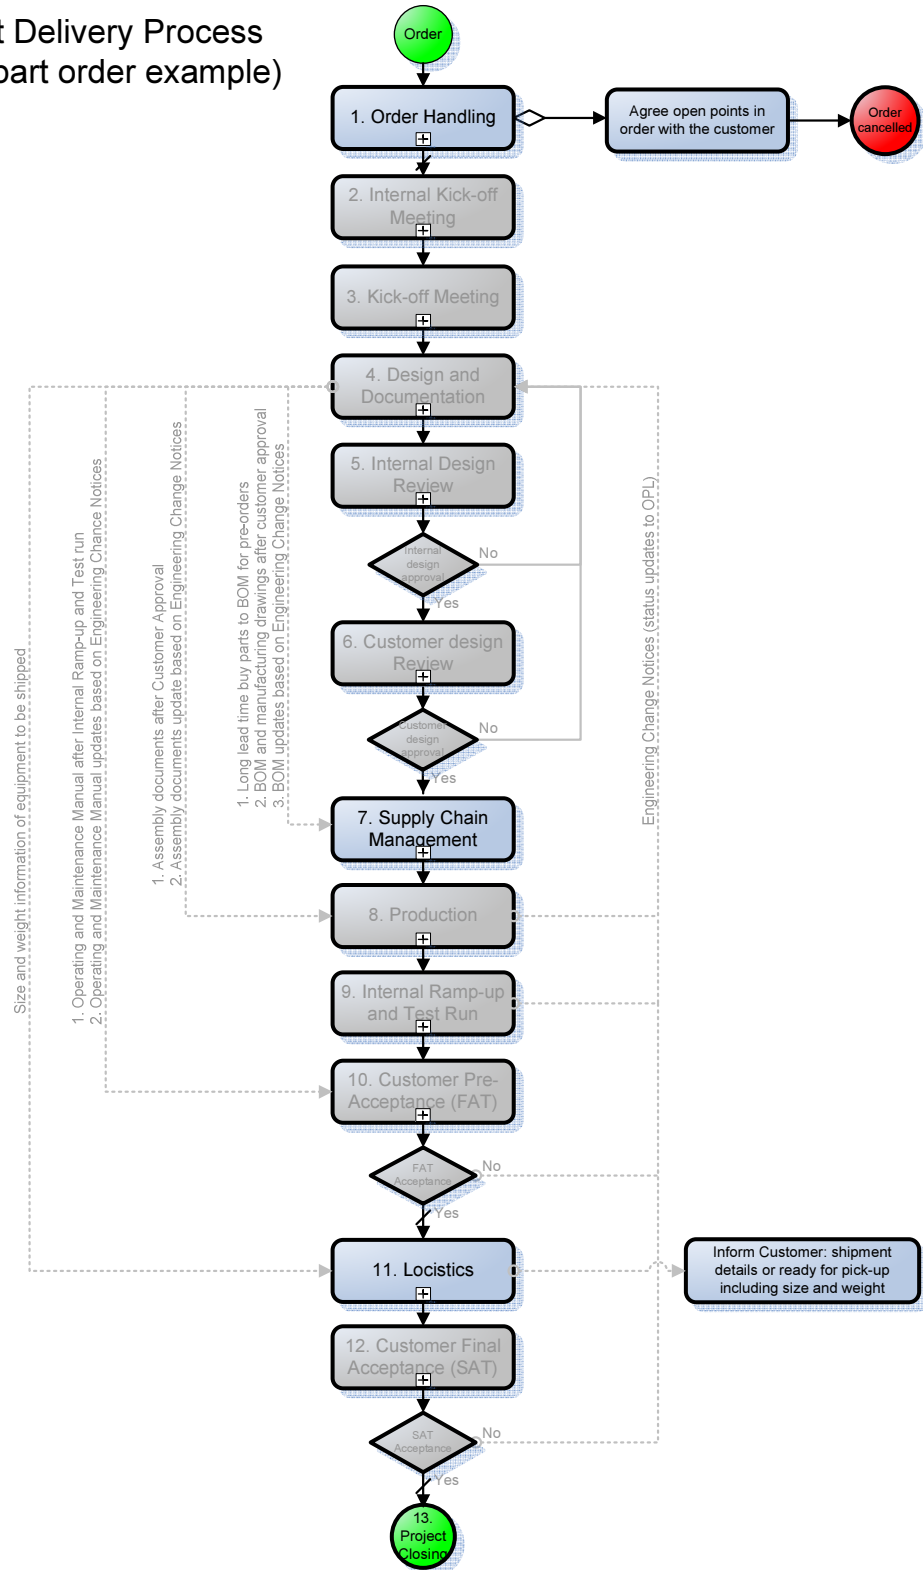 t Delivery Process
part order example)
Order
1. Order Handling
Agree open points in
order with the customer
Order
cancelled
2. Internal Kick-off
Meeting
3. Kick-off Meeting
4. Design and
Documentation
5. Internal Design
Review
Internal
design
approval
No
Yes
6. Customer design
Review
Customer
design
approval
No
Yes
7. Supply Chain
Management
8. Production
9. Internal Ramp-up
and Test Run
10. Customer Pre-
Acceptance (FAT)
FAT
Acceptance
No
Yes
11. Locistics
Inform Customer: shipment
details or ready for pick-up
including size and weight
12. Customer Final
Acceptance (SAT)
SAT
Acceptance
No
Yes
13.
Project
Closing
Size and weight information of equipment to be shipped
1. Operating and Maintenance Manual after Internal Ramp-up and Test run
2. Operating and Maintenance Manual updates based on Engineering Chance Notices
1. Assembly documents after Customer Approval
2. Assembly documents update based on Engineering Change Notices
1. Long lead time buy parts to BOM for pre-orders
2. BOM and manufacturing drawings after customer approval
3. BOM updates based on Engineering Change Notices
Engineering Change Notices (status updates to OPL)